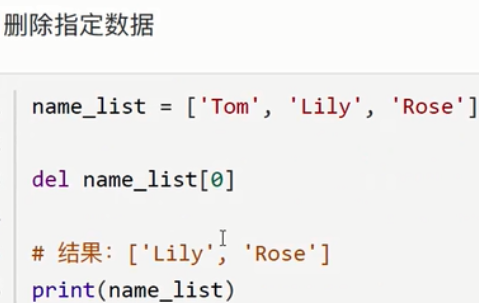 删除指定数据
name_list = ['Tom', 'Lily', 'Rose']
del name_list[0]
# 结果：['Lily', 'Rose']
print(name_list)